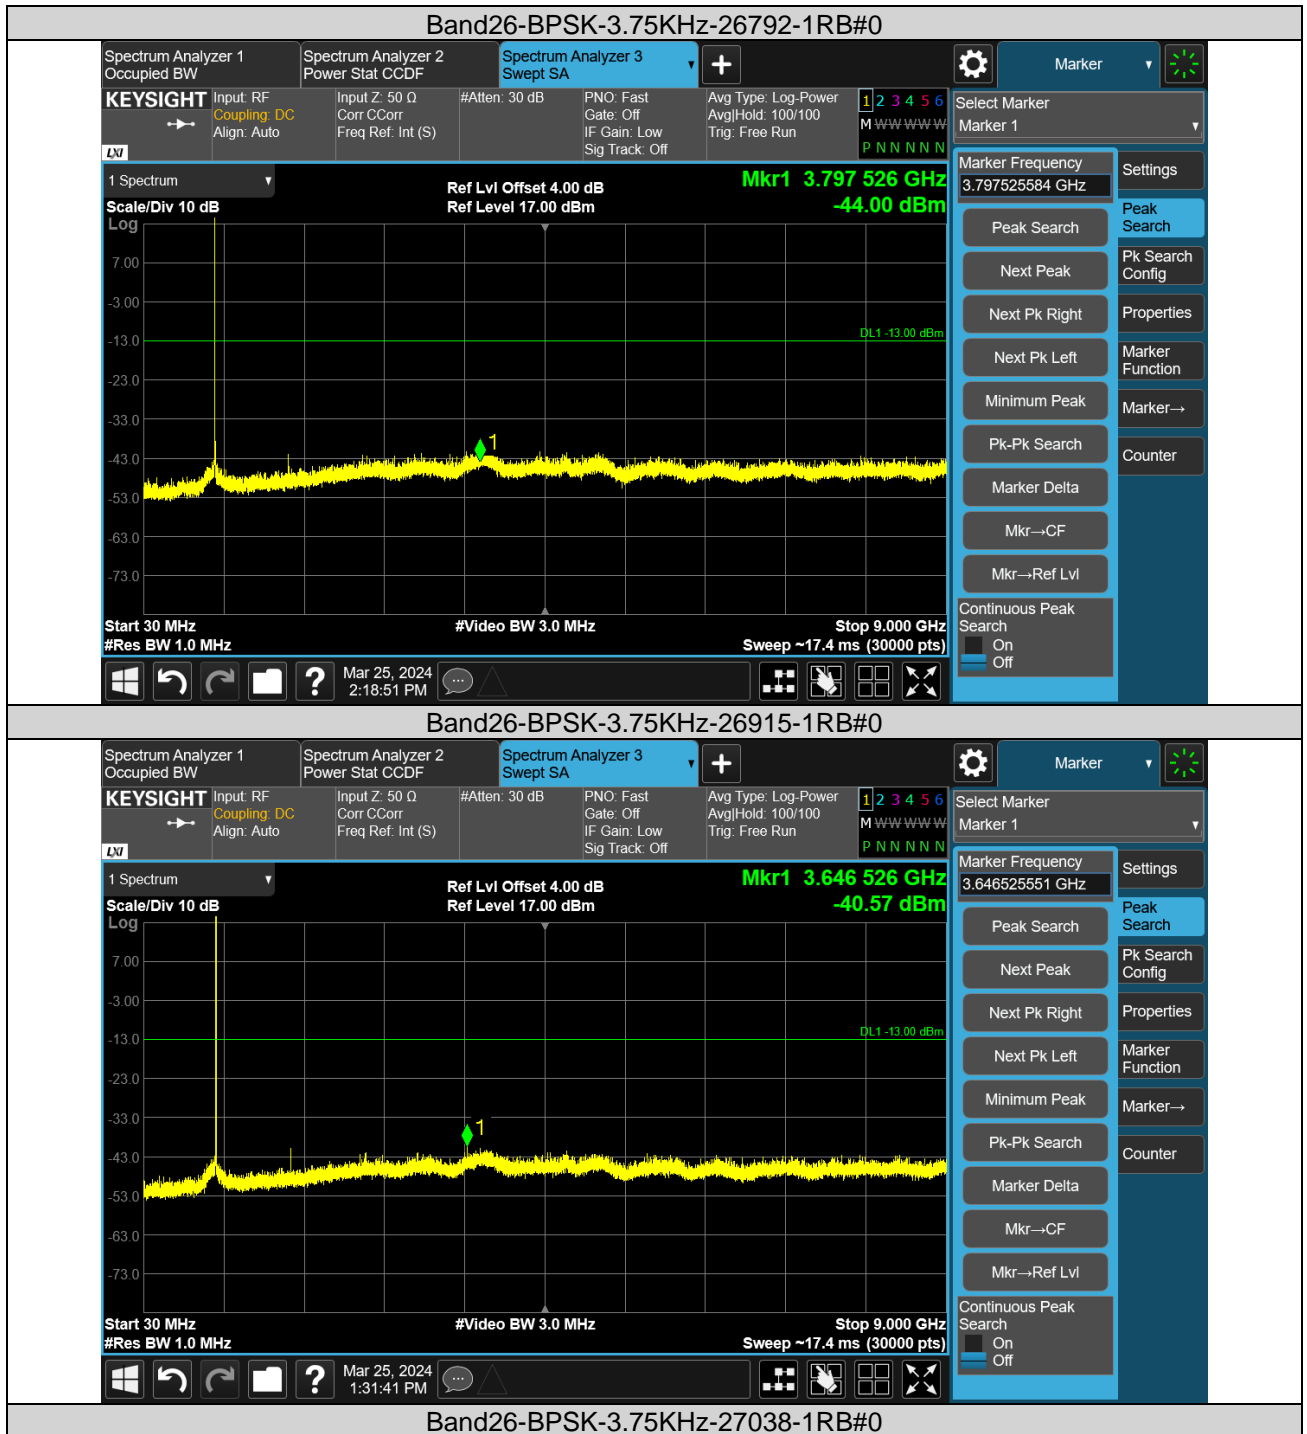 Band26-BPSK-3.75KHz-26792-1RB#0
Spectrum Analyzer 1
Occupied BW
Spectrum Analyzer 2
Power Stat CCDF
Spectrum Analyzer 3
Swept SA
Marker
KEYSIGHT
LXI
Input: RF
Coupling: DC
Align: Auto
Input Z: 50 Ω
Corr CCorr
Freq Ref: Int (S)
#Atten: 30 dB
PNO: Fast
Gate: Off
IF Gain: Low
Sig Track: Off
Avg Type: Log-Power
Avg|Hold: 100/100
Trig: Free Run
1 2 3 4 5 6
M W W W W W
P N N N N N
Select Marker
Marker 1
1 Spectrum
Scale/Div 10 dB
Log
Ref Lvl Offset 4.00 dB
Ref Level 17.00 dBm
Mkr1 3.797 526 GHz
-44.00 dBm
7.00
-3.00
-13.0
-23.0
-33.0
-43.0
-53.0
-63.0
-73.0
DL1 -13.00 dBm
1
Start 30 MHz
#Res BW 1.0 MHz
#Video BW 3.0 MHz
Stop 9.000 GHz
Sweep ~17.4 ms (30000 pts)
Marker Frequency
3.797525584 GHz
Peak Search
Next Peak
Next Pk Right
Next Pk Left
Minimum Peak
Pk-Pk Search
Marker Delta
Mkr→CF
Mkr→Ref Lvl
Continuous Peak
Search
On
Off
Settings
Peak
Search
Pk Search
Config
Properties
Marker
Function
Marker→
Counter
Mar 25, 2024
2:18:51 PM
Band26-BPSK-3.75KHz-26915-1RB#0
Spectrum Analyzer 1
Occupied BW
Spectrum Analyzer 2
Power Stat CCDF
Spectrum Analyzer 3
Swept SA
Marker
KEYSIGHT
LXI
Input: RF
Coupling: DC
Align: Auto
Input Z: 50 Ω
Corr CCorr
Freq Ref: Int (S)
#Atten: 30 dB
PNO: Fast
Gate: Off
IF Gain: Low
Sig Track: Off
Avg Type: Log-Power
Avg|Hold: 100/100
Trig: Free Run
1 2 3 4 5 6
M W W W W W
P N N N N N
Select Marker
Marker 1
1 Spectrum
Scale/Div 10 dB
Log
Ref Lvl Offset 4.00 dB
Ref Level 17.00 dBm
Mkr1 3.646 526 GHz
-40.57 dBm
7.00
-3.00
-13.0
-23.0
-33.0
-43.0
-53.0
-63.0
-73.0
DL1 -13.00 dBm
1
Start 30 MHz
#Res BW 1.0 MHz
#Video BW 3.0 MHz
Stop 9.000 GHz
Sweep ~17.4 ms (30000 pts)
Marker Frequency
3.646525551 GHz
Peak Search
Next Peak
Next Pk Right
Next Pk Left
Minimum Peak
Pk-Pk Search
Marker Delta
Mkr→CF
Mkr→Ref Lvl
Continuous Peak
Search
On
Off
Settings
Peak
Search
Pk Search
Config
Properties
Marker
Function
Marker→
Counter
Mar 25, 2024
1:31:41 PM
Band26-BPSK-3.75KHz-27038-1RB#0